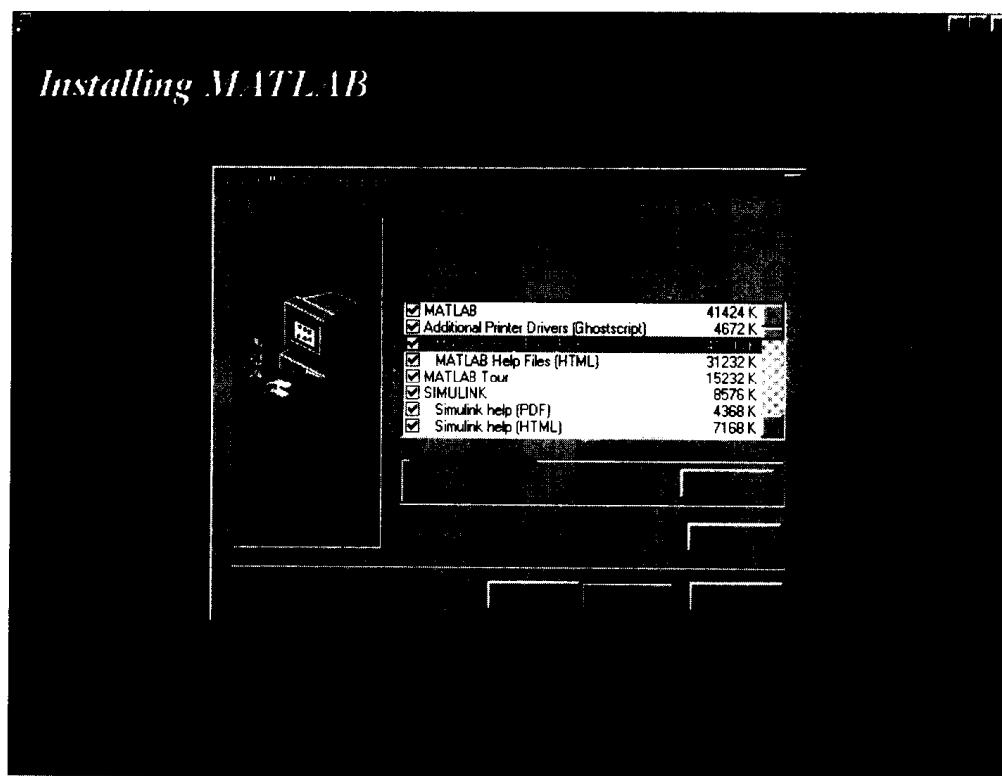 Installing MATLAB
MATLAB 41424 K
Additional Printer Drivers (Ghostscript) 4672 K
MATLAB Help Files (HTML) 31232 K
MATLAB Tour 15232 K
SIMULINK 8576 K
Simulink help (PDF) 4368 K
Simulink help (HTML) 7168 K